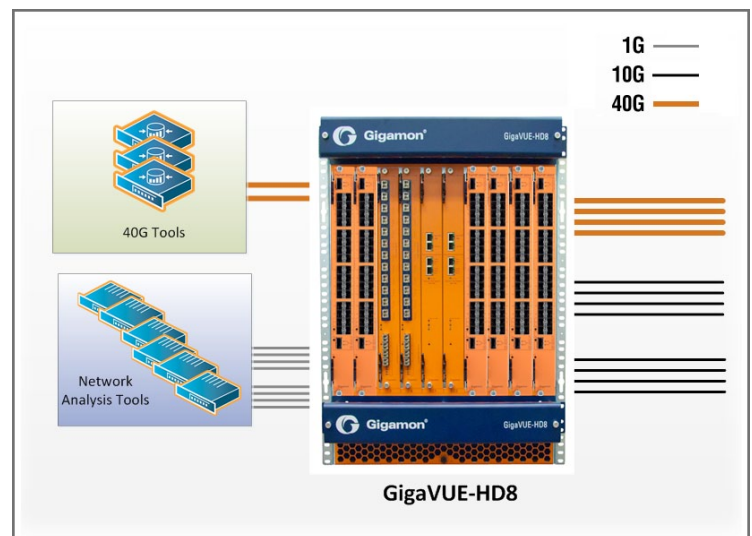 1G
10G
40G
Gigamon®
GigaVUE-HD8
40G Tools
Network
Analysis Tools
Gigamon®
GigaVUE-HD8
GigaVUE-HD8